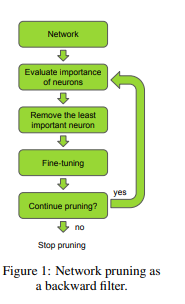 Network
Evaluate importance
of neurons
Remove the least
important neuron
Fine-tuning
yes
Continue pruning?
no
Stop pruning
Figure 1: Network pruning as
a backward filter.